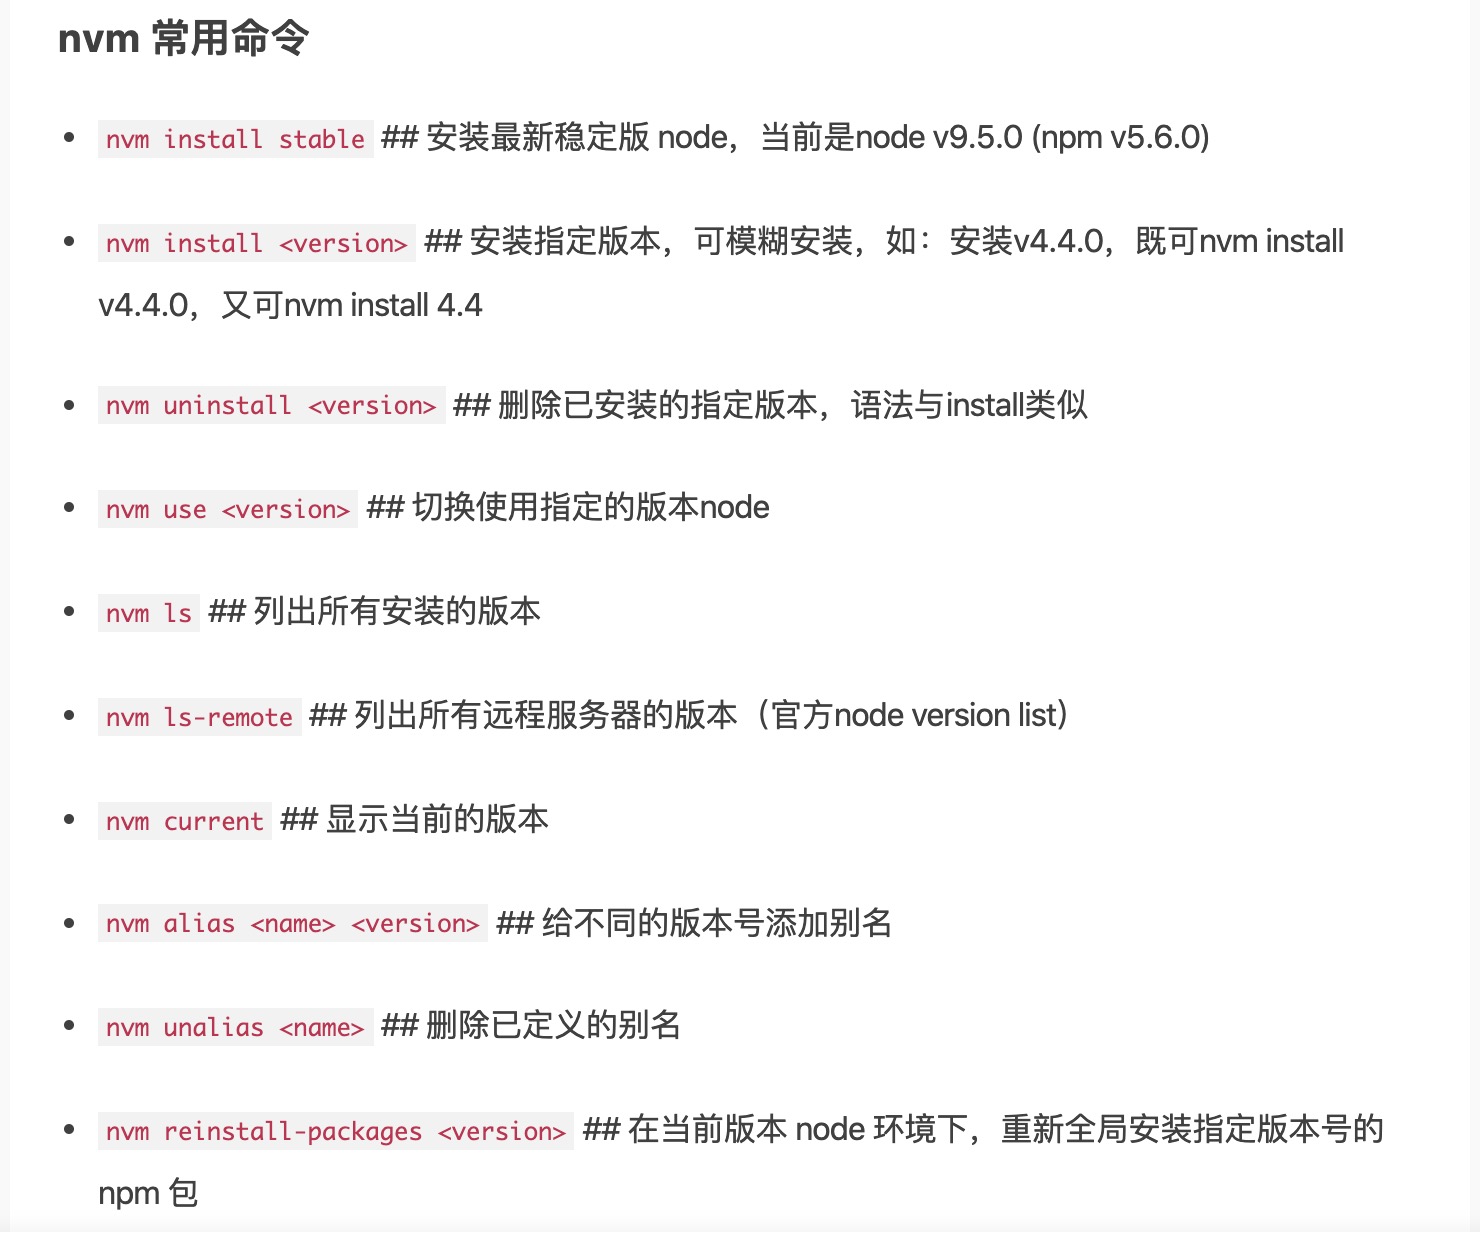 nvm 常用命令
nvm install stable ## 安装最新稳定版 node，当前是node v9.5.0 (npm v5.6.0)
nvm install <version> ## 安装指定版本，可模糊安装，如：安装v4.4.0，既可nvm install
v4.4.0，又可nvm install 4.4
nvm uninstall <version> ## 删除已安装的指定版本，语法与install类似
nvm use <version> ## 切换使用指定的版本node
nvm ls ## 列出所有安装的版本
nvm ls-remote ## 列出所有远程服务器的版本（官方node version list）
nvm current ## 显示当前的版本
nvm alias <name> <version> ## 给不同的版本号添加别名
nvm unalias <name> ## 删除已定义的别名
nvm reinstall-packages <version> ## 在当前版本 node 环境下，重新全局安装指定版本号的
npm 包